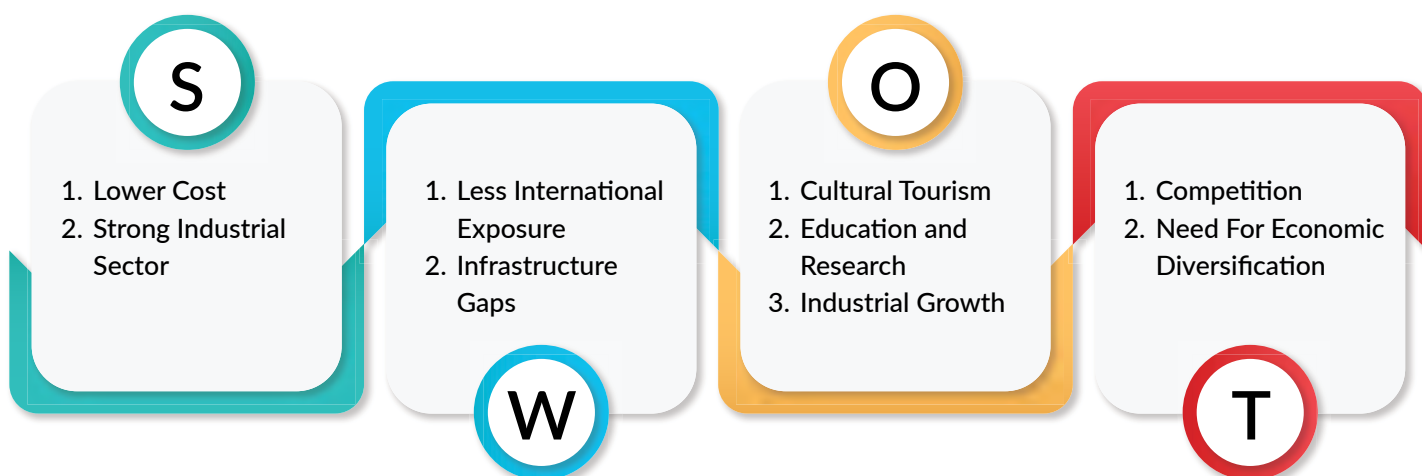 S
1. Lower Cost
2. Strong Industrial
Sector
W
1. Less International
Exposure
2. Infrastructure
Gaps
O
1. Cultural Tourism
2. Education and
Research
3. Industrial Growth
T
1. Competition
2. Need For Economic
Diversification